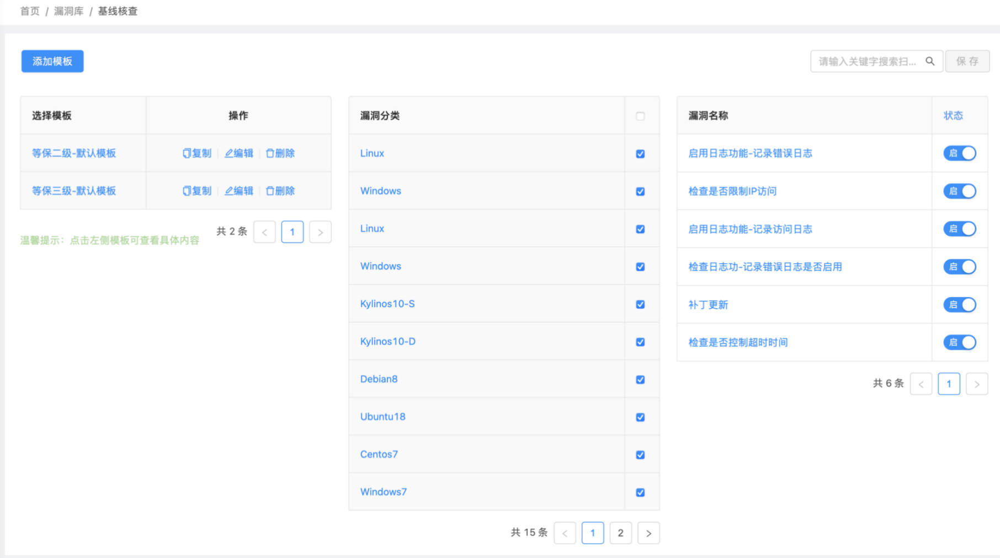 首页 / 漏洞库 / 基线核查
添加模板
请输入关键字搜索扫...
保 存
选择模板 操作
等保二级-默认模板 复制 编辑 删除
等保三级-默认模板 复制 编辑 删除
共 2 条 < 1 >
温馨提示：点击左侧模板可查看具体内容
漏洞分类
Linux
Windows
Linux
Windows
Kylinos10-S
Kylinos10-D
Debian8
Ubuntu18
Centos7
Windows7
共 15 条 < 1 2 >
漏洞名称 状态
启用日志功能-记录错误日志 启
检查是否限制IP访问 启
启用日志功能-记录访问日志 启
检查日志功-记录错误日志是否启用 启
补丁更新 启
检查是否控制超时时间 启
共 6 条 < 1 >